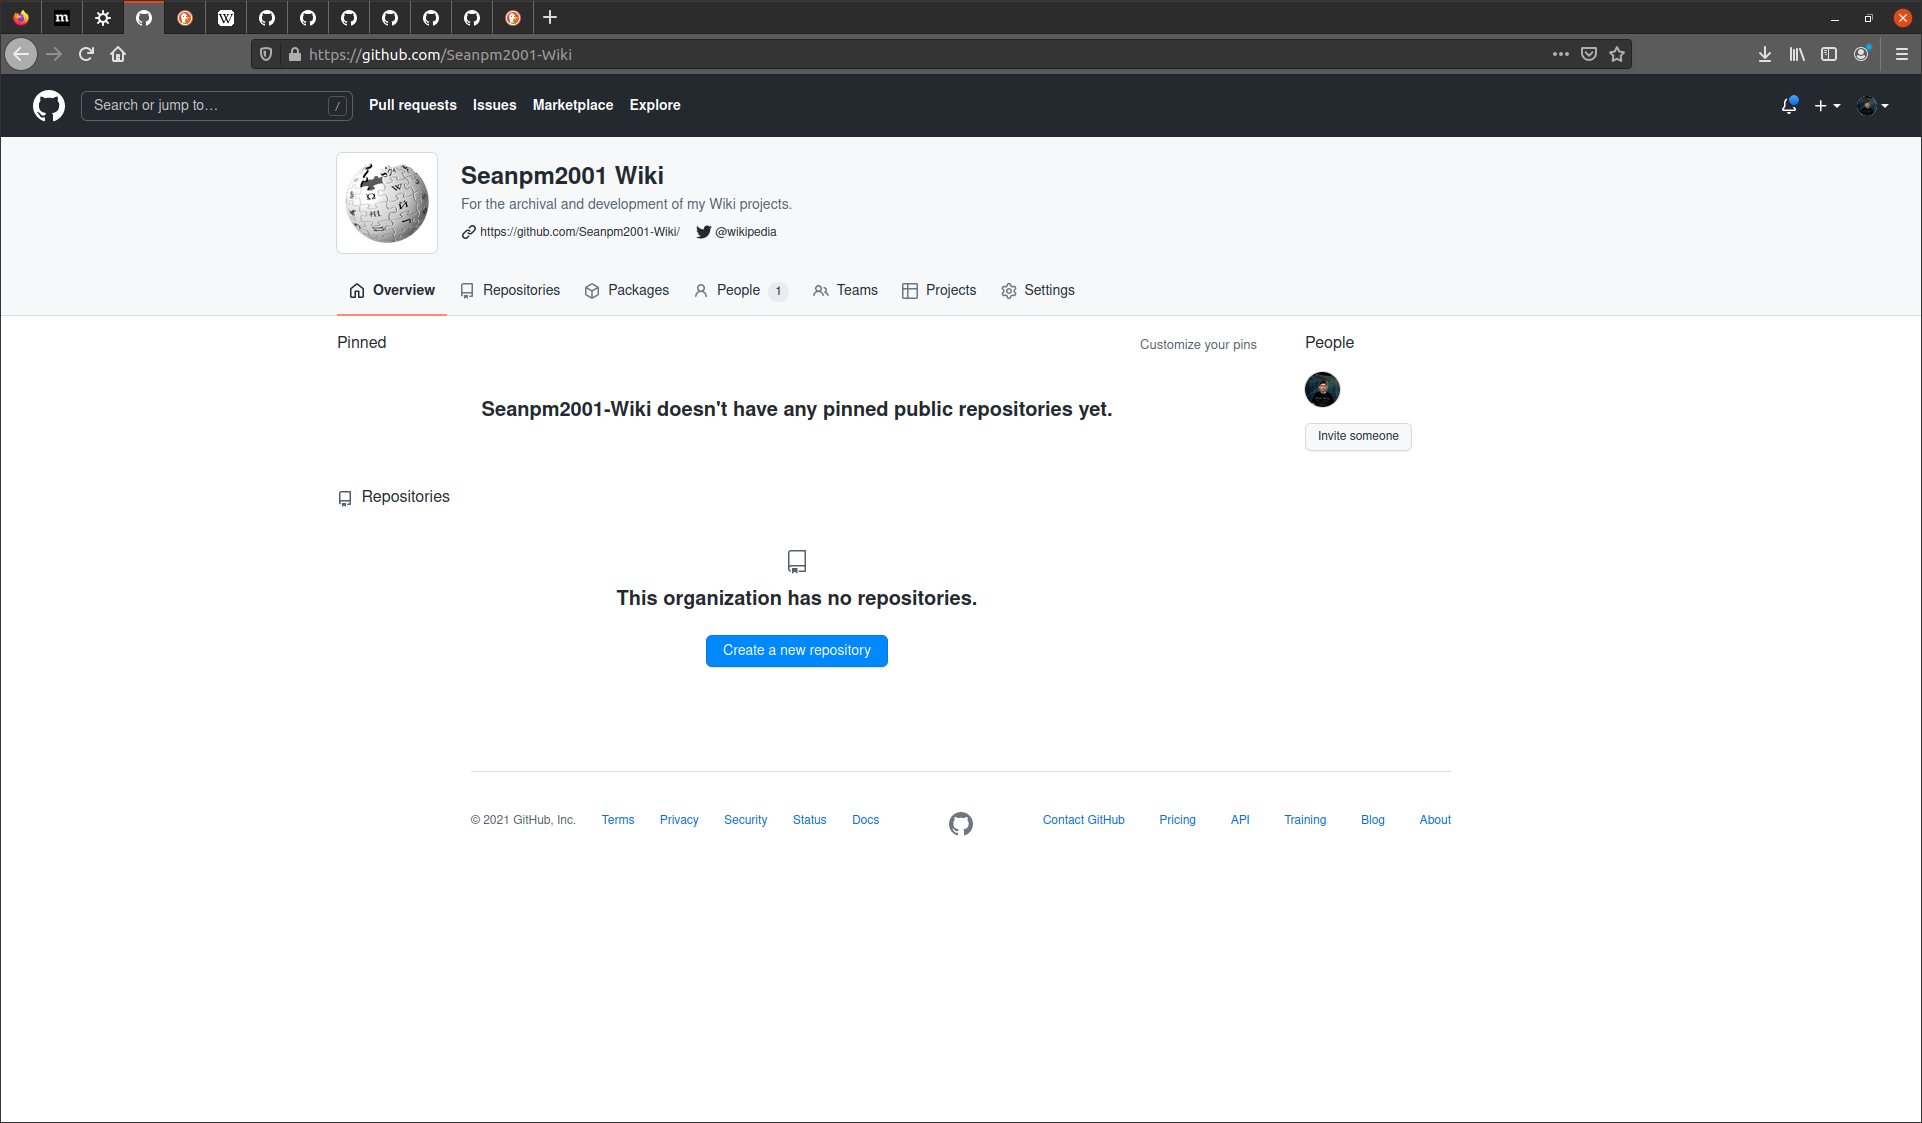 https://github.com/Seanpm2001-Wiki
Search or jump to… /
Pull requests Issues Marketplace Explore
Seanpm2001 Wiki
For the archival and development of my Wiki projects.
https://github.com/Seanpm2001-Wiki/ @wikipedia
Overview Repositories Packages People 1 Teams Projects Settings
Pinned
Customize your pins
People
Seanpm2001-Wiki doesn't have any pinned public repositories yet.
Invite someone
Repositories
This organization has no repositories.
Create a new repository
© 2021 GitHub, Inc. Terms Privacy Security Status Docs Contact GitHub Pricing API Training Blog About